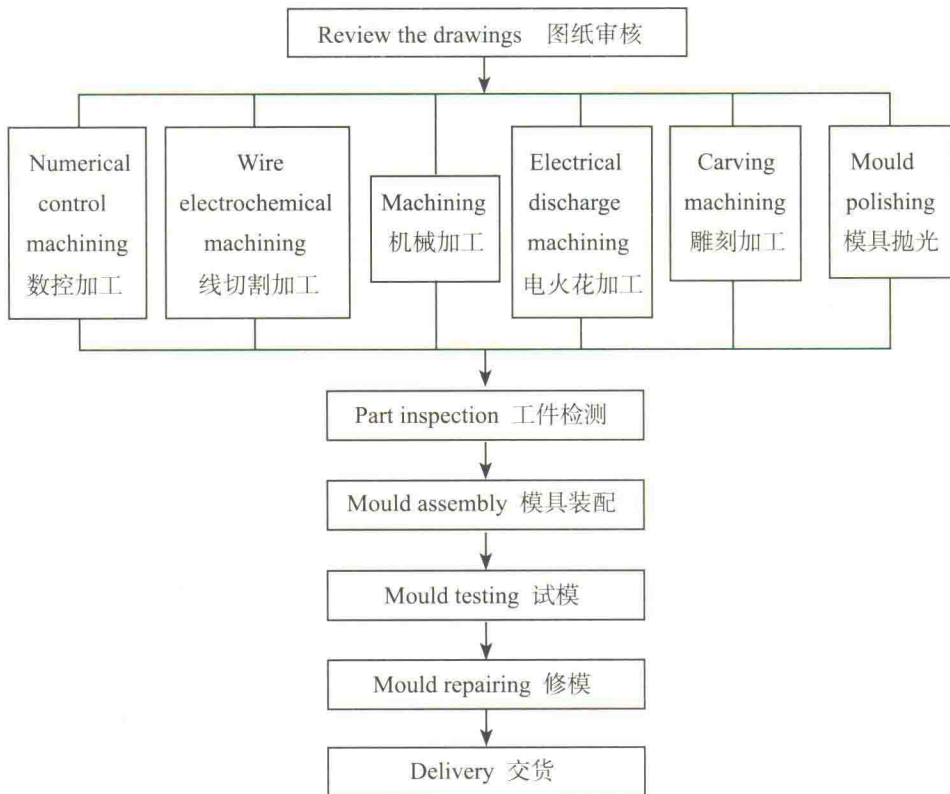 Review the drawings 图纸审核
Numerical
control
machining
数控加工
Wire
electrochemical
machining
线切割加工
Machining
机械加工
Electrical
discharge
machining
电火花加工
Carving
machining
雕刻加工
Mould
polishing
模具抛光
Part inspection 工件检测
Mould assembly 模具装配
Mould testing 试模
Mould repairing 修模
Delivery 交货